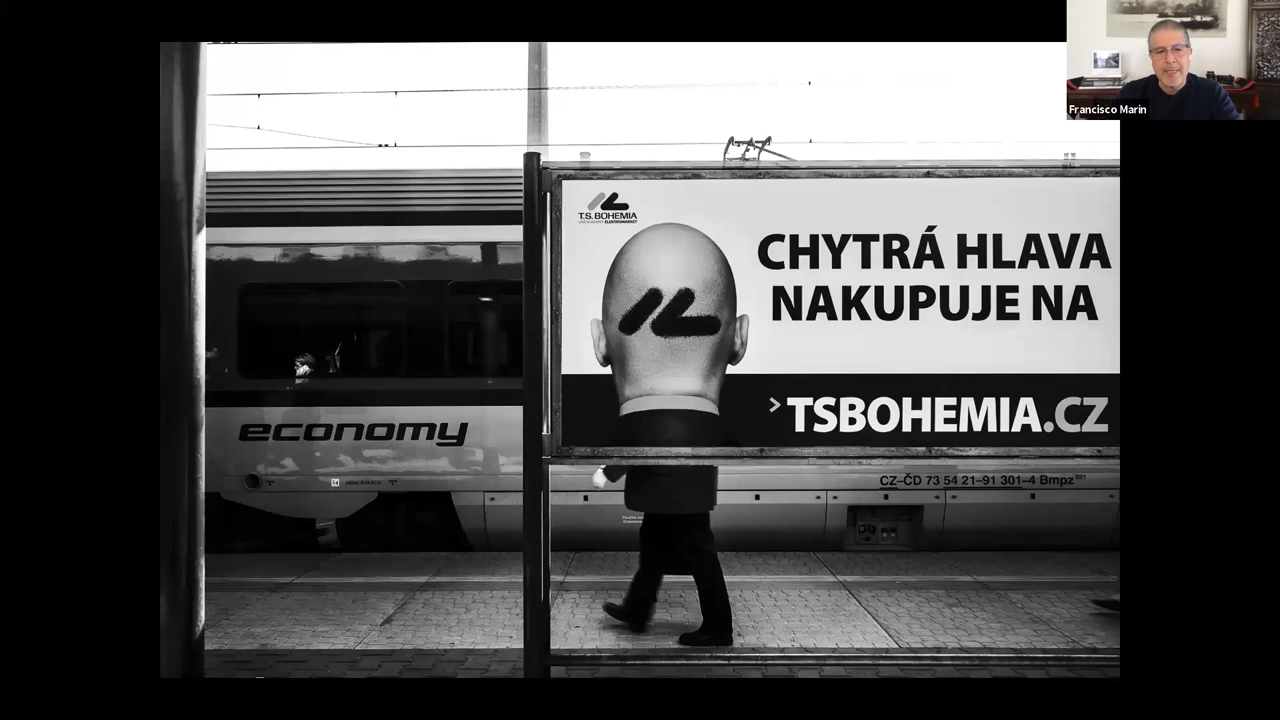 Francisco Marin
T.S. BOHEMIA
CHYTRÁ HLAVA
NAKUPUJE NA
>TSBOHEMIA.CZ
economy
CZ–ČD 73 54 21–91 301–4 Bmpz 891